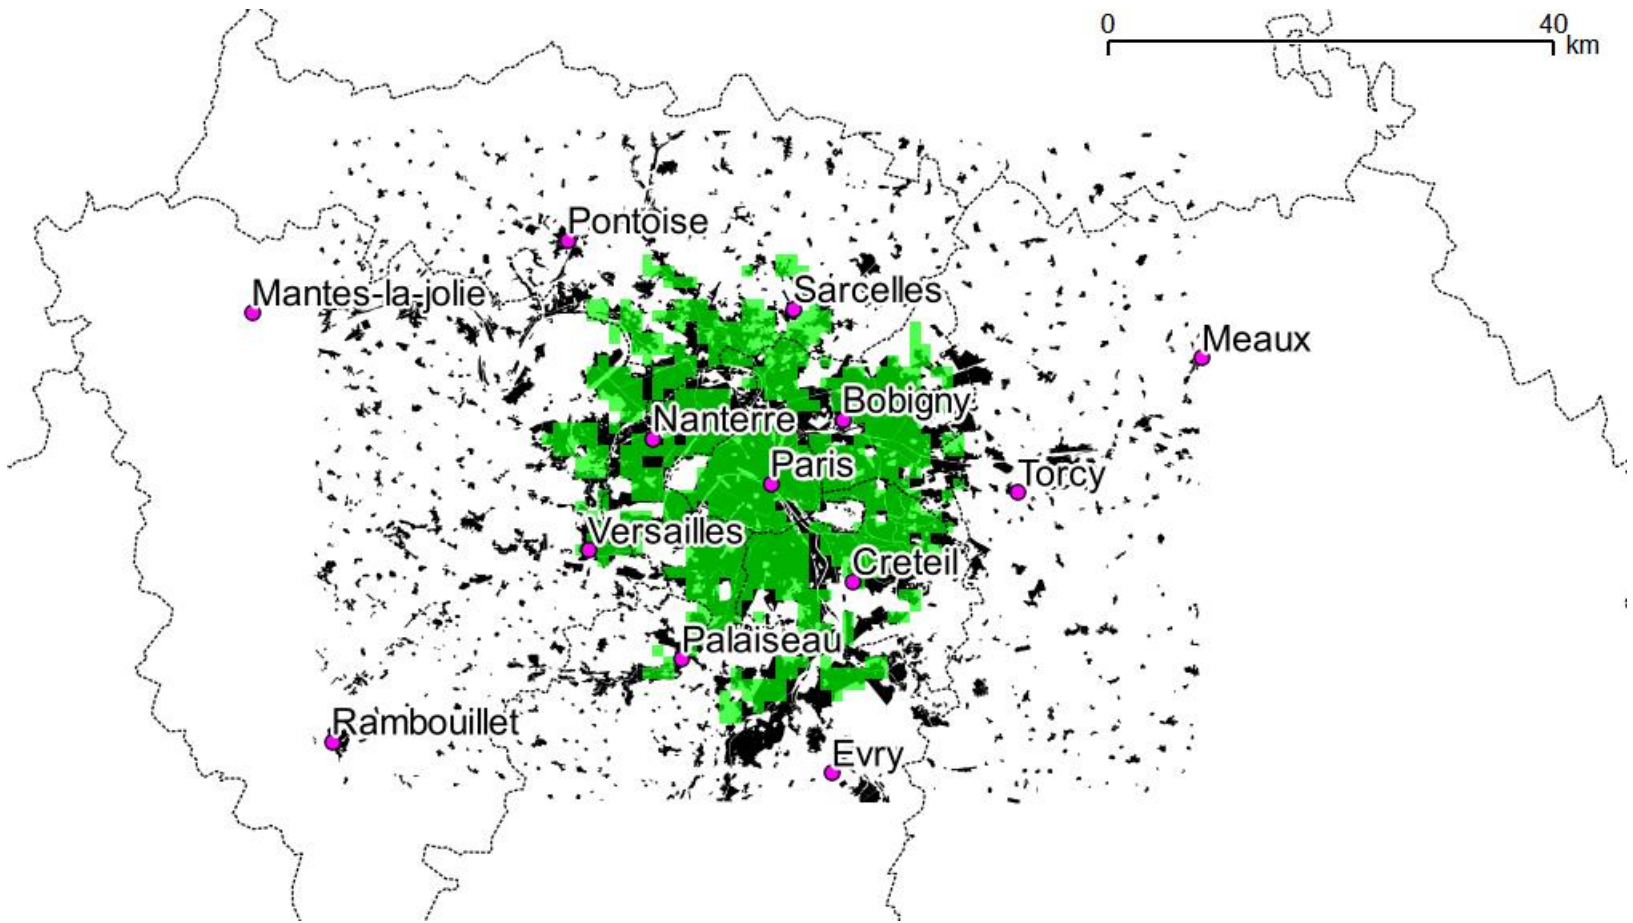 0 40
km
Pontoise
Mantes-la-jolie
Sarcelles
Meaux
Bobigny
Nanterre
Paris
Torcy
Versailles
Creteil
Palaiseau
Rambouillet
Evry